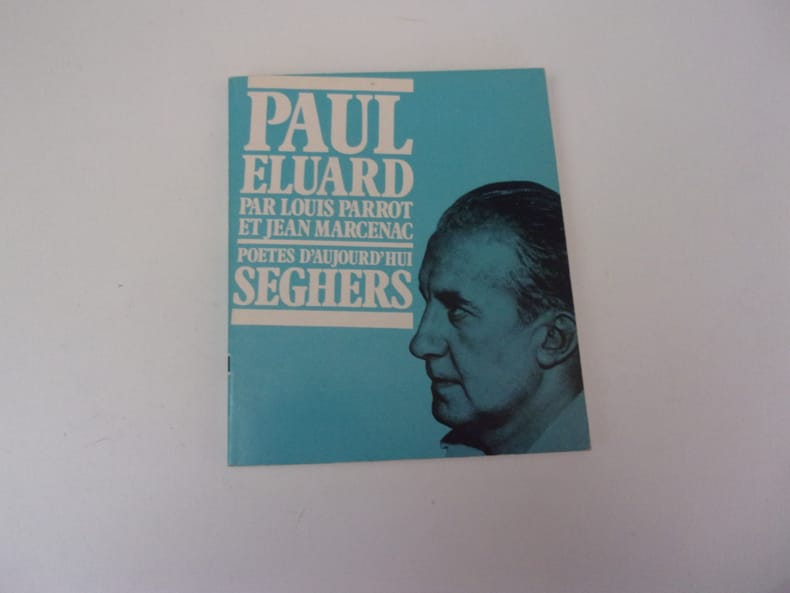 PAUL
ELUARD
PAR LOUIS PARROT
ET JEAN MARCENAC
POETES D'AUJOURD'HUI
SEGHERS